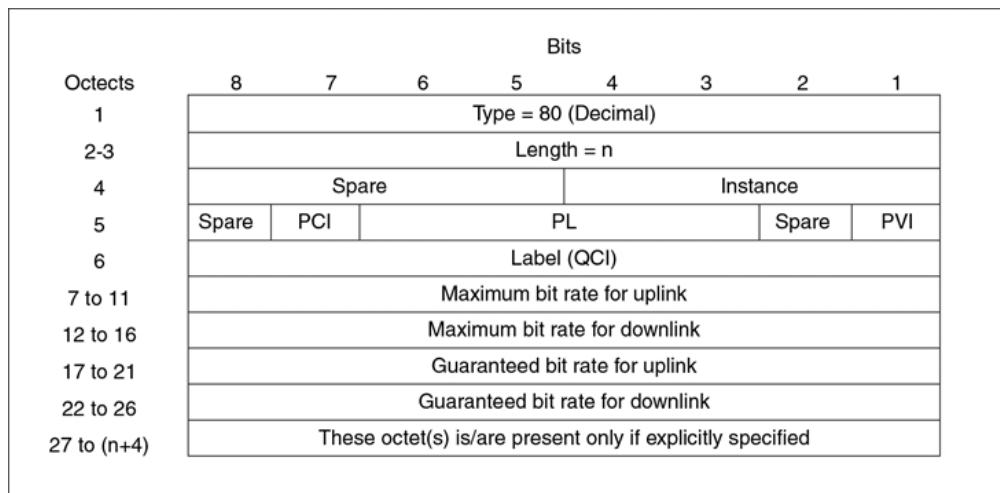 Bits
Octects 8 7 6 5 4 3 2 1
1 Type = 80 (Decimal)
2-3 Length = n
4 Spare Instance
5 Spare PCI PL Spare PVI
6 Label (QCI)
7 to 11 Maximum bit rate for uplink
12 to 16 Maximum bit rate for downlink
17 to 21 Guaranteed bit rate for uplink
22 to 26 Guaranteed bit rate for downlink
27 to (n+4) These octet(s) is/are present only if explicitly specified